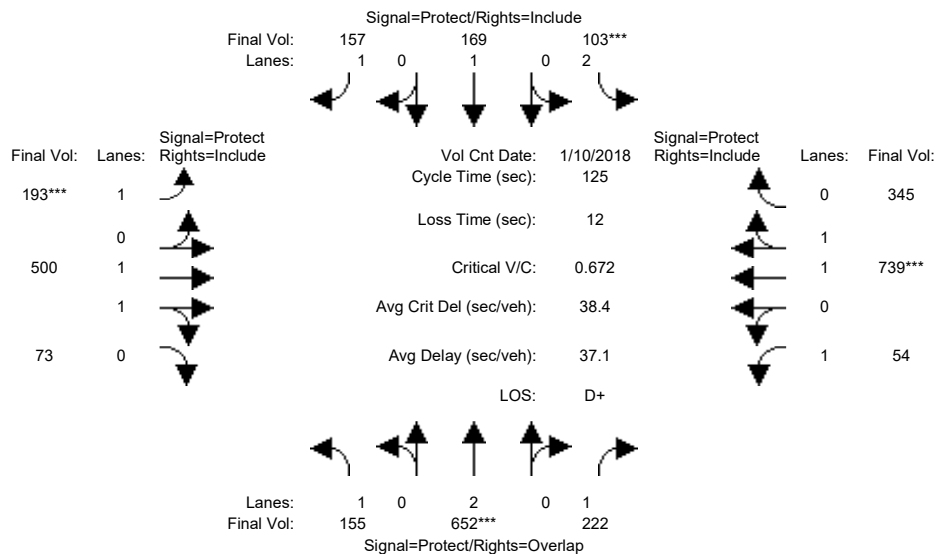 Signal=Protect/Rights=Include
Final Vol: 157 169 103***
Lanes: 1 0 1 0 2
Signal=Protect Signal=Protect
Final Vol: Lanes: Rights=Include Vol Cnt Date: 1/10/2018 Rights=Include Lanes: Final Vol:
Cycle Time (sec): 125
193*** 1 0 345
Loss Time (sec): 12
0 1
500 1 Critical V/C: 0.672 1 739***
1 Avg Crit Del (sec/veh): 38.4 0
73 0 Avg Delay (sec/veh): 37.1 1 54
LOS: D+
Lanes: 1 0 2 0 1
Final Vol: 155 652*** 222
Signal=Protect/Rights=Overlap